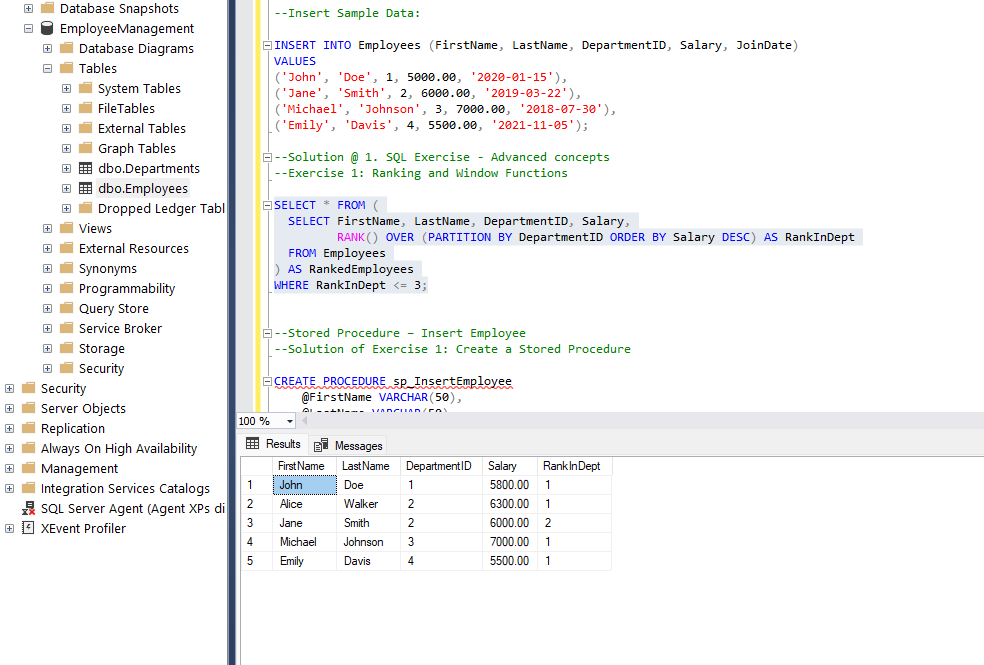 Database Snapshots
EmployeeManagement
Database Diagrams
Tables
System Tables
FileTables
External Tables
Graph Tables
dbo.Departments
dbo.Employees
Dropped Ledger Tabl
Views
External Resources
Synonyms
Programmability
Query Store
Service Broker
Storage
Security
Security
Server Objects
Replication
Always On High Availability
Management
Integration Services Catalogs
SQL Server Agent (Agent XPs di
XEvent Profiler
--Insert Sample Data:
INSERT INTO Employees (FirstName, LastName, DepartmentID, Salary, JoinDate)
VALUES
('John', 'Doe', 1, 5000.00, '2020-01-15'),
('Jane', 'Smith', 2, 6000.00, '2019-03-22'),
('Michael', 'Johnson', 3, 7000.00, '2018-07-30'),
('Emily', 'Davis', 4, 5500.00, '2021-11-05');
--Solution @ 1. SQL Exercise - Advanced concepts
--Exercise 1: Ranking and Window Functions
SELECT * FROM (
SELECT FirstName, LastName, DepartmentID, Salary,
RANK() OVER (PARTITION BY DepartmentID ORDER BY Salary DESC) AS RankInDept
FROM Employees
) AS RankedEmployees
WHERE RankInDept <= 3;
--Stored Procedure – Insert Employee
--Solution of Exercise 1: Create a Stored Procedure
CREATE PROCEDURE sp_InsertEmployee
@FirstName VARCHAR(50),
@LastName VARCHAR(50)
100 %
Results Messages
FirstName LastName DepartmentID Salary RankInDept
1 John Doe 1 5800.00 1
2 Alice Walker 2 6300.00 1
3 Jane Smith 2 6000.00 2
4 Michael Johnson 3 7000.00 1
5 Emily Davis 4 5500.00 1